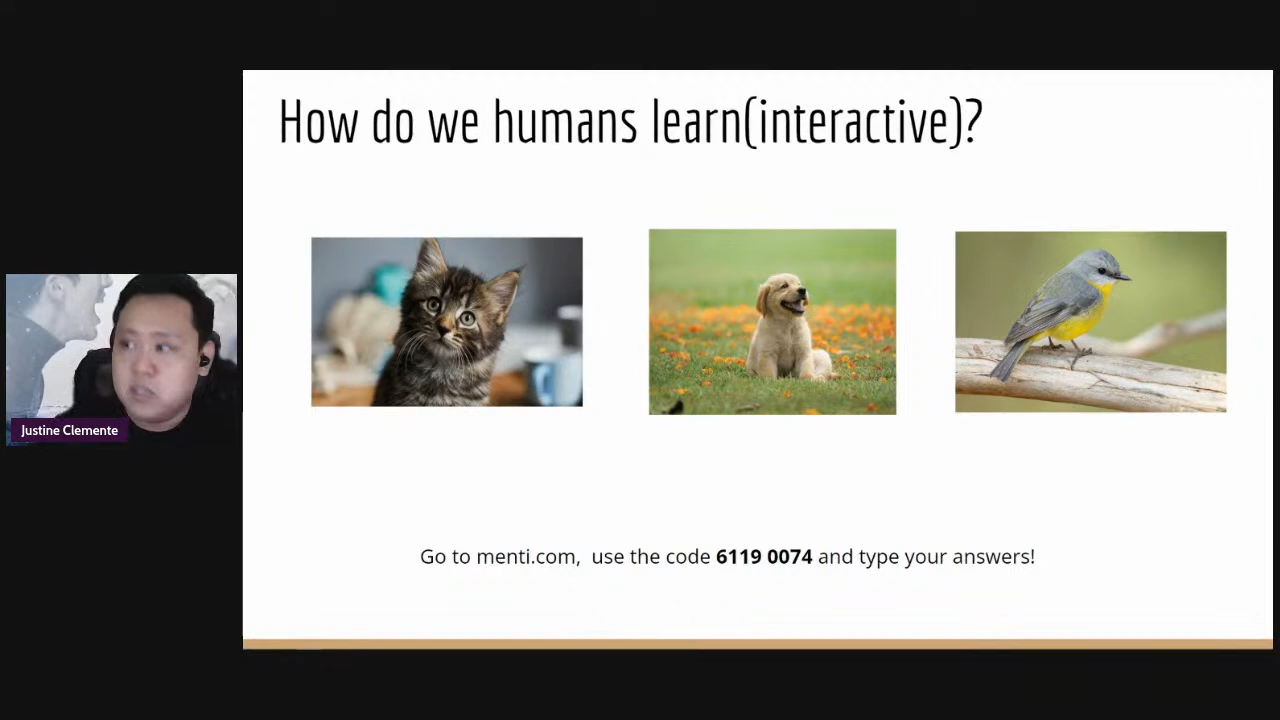 How do we humans learn(interactive)?
Justine Clemente
Go to menti.com, use the code 6119 0074 and type your answers!